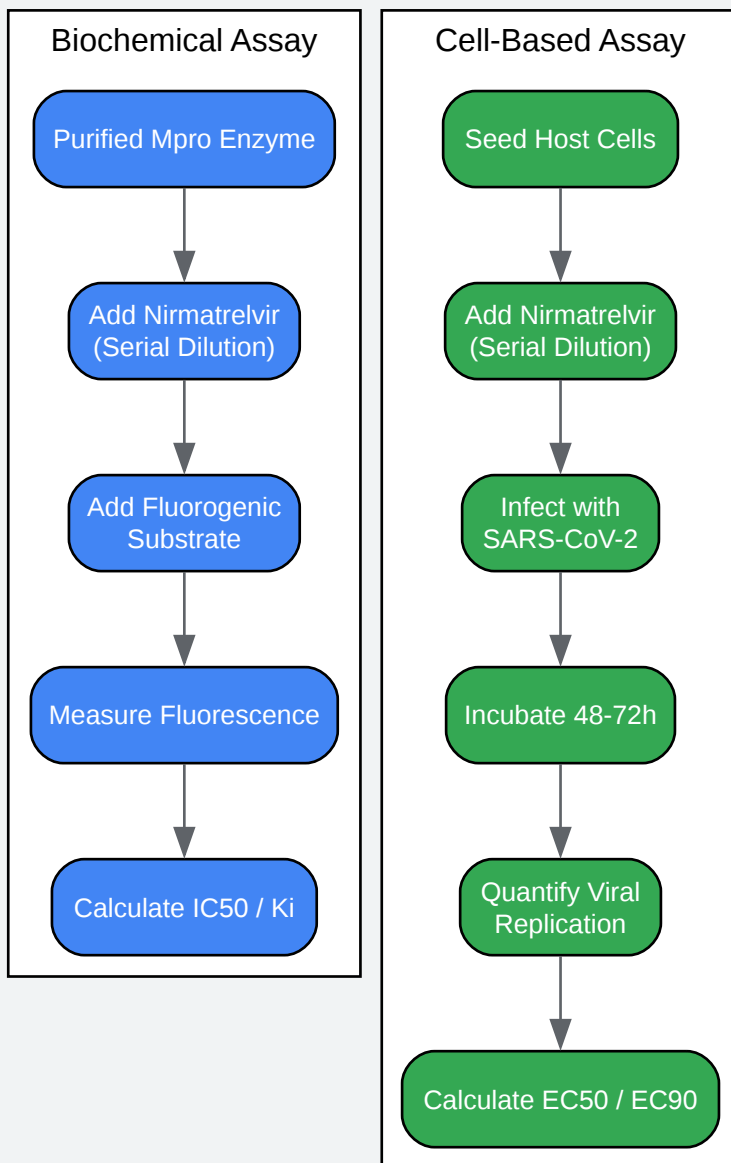 Biochemical Assay
Purified Mpro Enzyme
Add Nirmatrelvir
(Serial Dilution)
Add Fluorogenic
Substrate
Measure Fluorescence
Calculate IC50 / Ki
Cell-Based Assay
Seed Host Cells
Add Nirmatrelvir
(Serial Dilution)
Infect with
SARS-CoV-2
Incubate 48-72h
Quantify Viral
Replication
Calculate EC50 / EC90